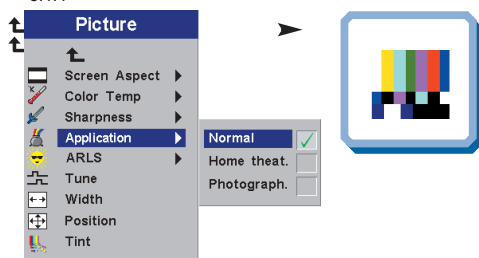 Picture
Screen Aspect
Color Temp
Sharpness
Application
ARLS
Tune
Width
Position
Tint
Normal
Home theat.
Photograph.